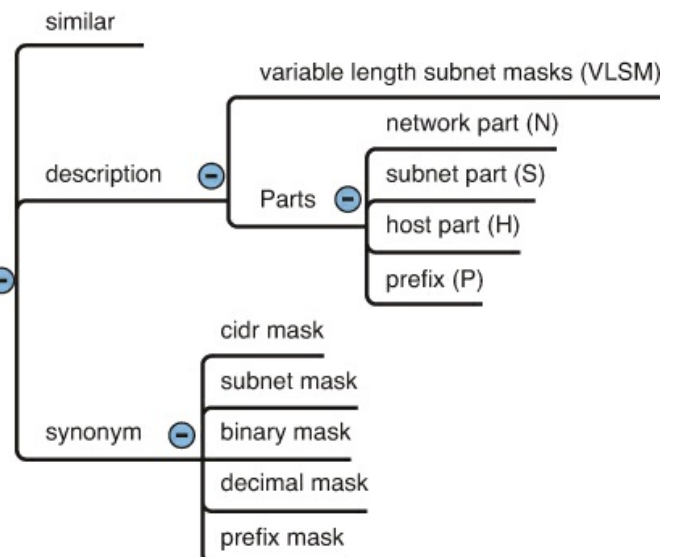 similar
description
variable length subnet masks (VLSM)
Parts
network part (N)
subnet part (S)
host part (H)
prefix (P)
synonym
cidr mask
subnet mask
binary mask
decimal mask
prefix mask